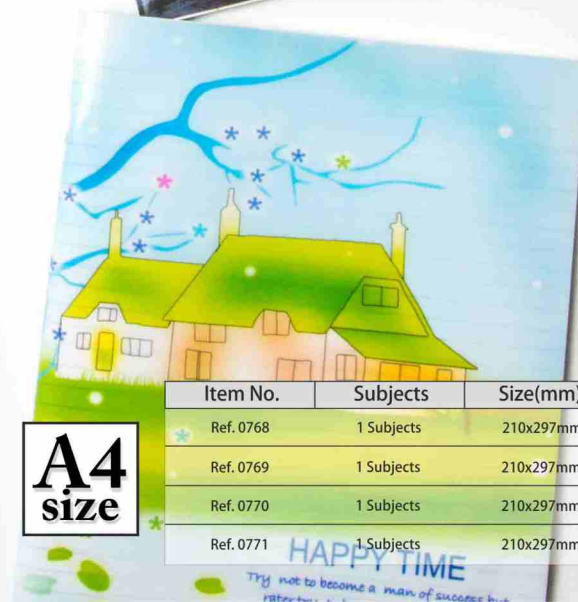 Item No. Subjects Size(mm)
Ref. 0768 1 Subjects 210x297mm
Ref. 0769 1 Subjects 210x297mm
Ref. 0770 1 Subjects 210x297mm
Ref. 0771 1 Subjects 210x297mm
A4
size
HAPPY TIME
Try not to become a man of success but